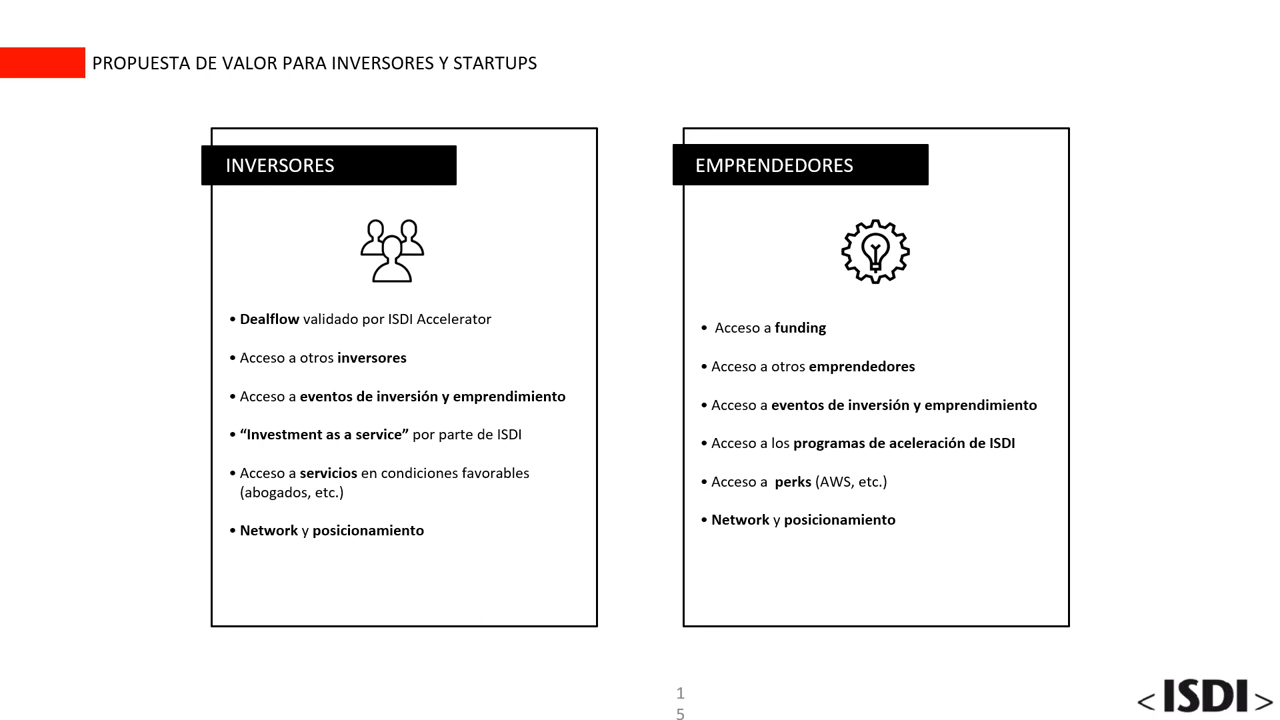 PROPUESTA DE VALOR PARA INVERSORES Y STARTUPS
INVERSORES
• Dealflow validado por ISDI Accelerator
• Acceso a otros inversores
• Acceso a eventos de inversión y emprendimiento
• “Investment as a service” por parte de ISDI
• Acceso a servicios en condiciones favorables
(abogados, etc.)
• Network y posicionamiento
EMPRENDEDORES
• Acceso a funding
• Acceso a otros emprendedores
• Acceso a eventos de inversión y emprendimiento
• Acceso a los programas de aceleración de ISDI
• Acceso a perks (AWS, etc.)
• Network y posicionamiento
1
5
<ISDI>